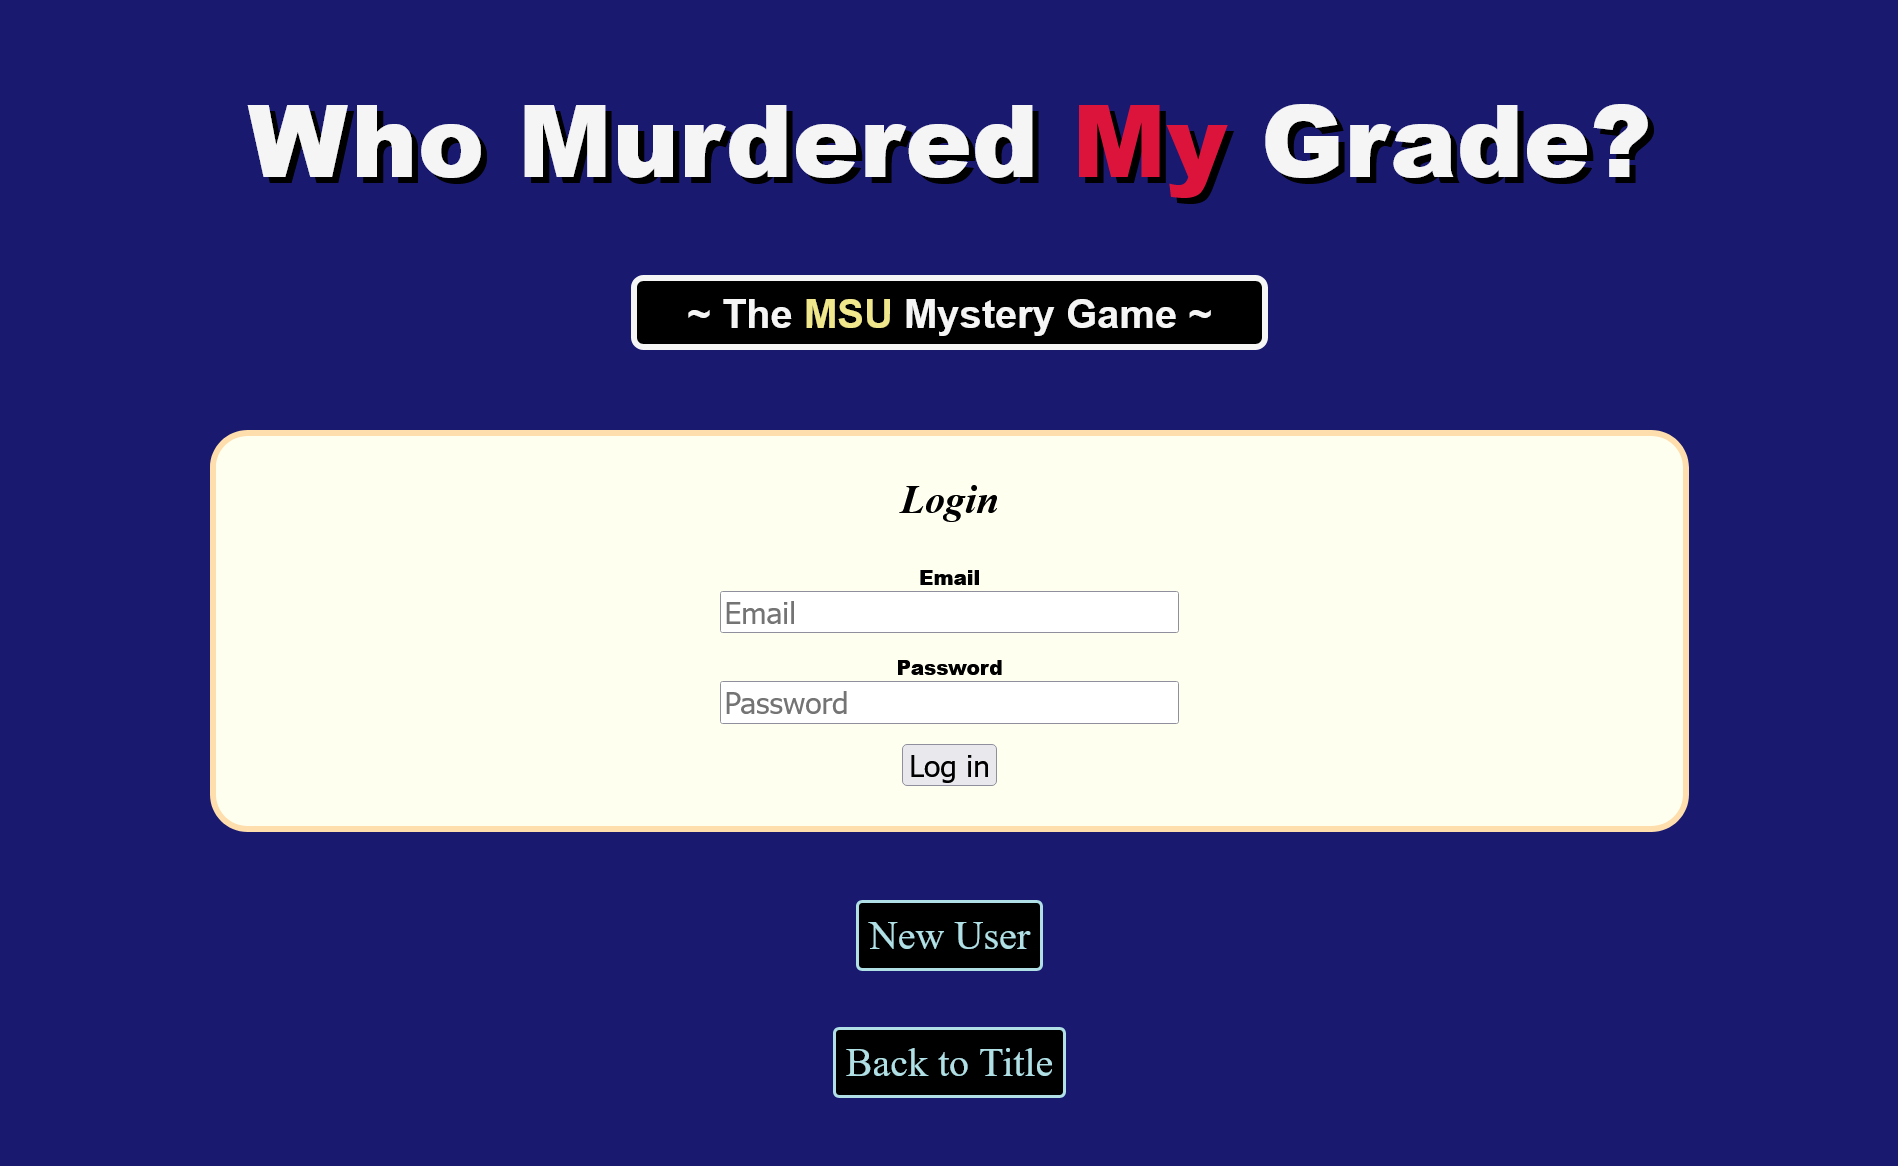 Who Murdered My Grade?
~ The MSU Mystery Game ~
Login
Email
Email
Password
Password
Log in
New User
Back to Title